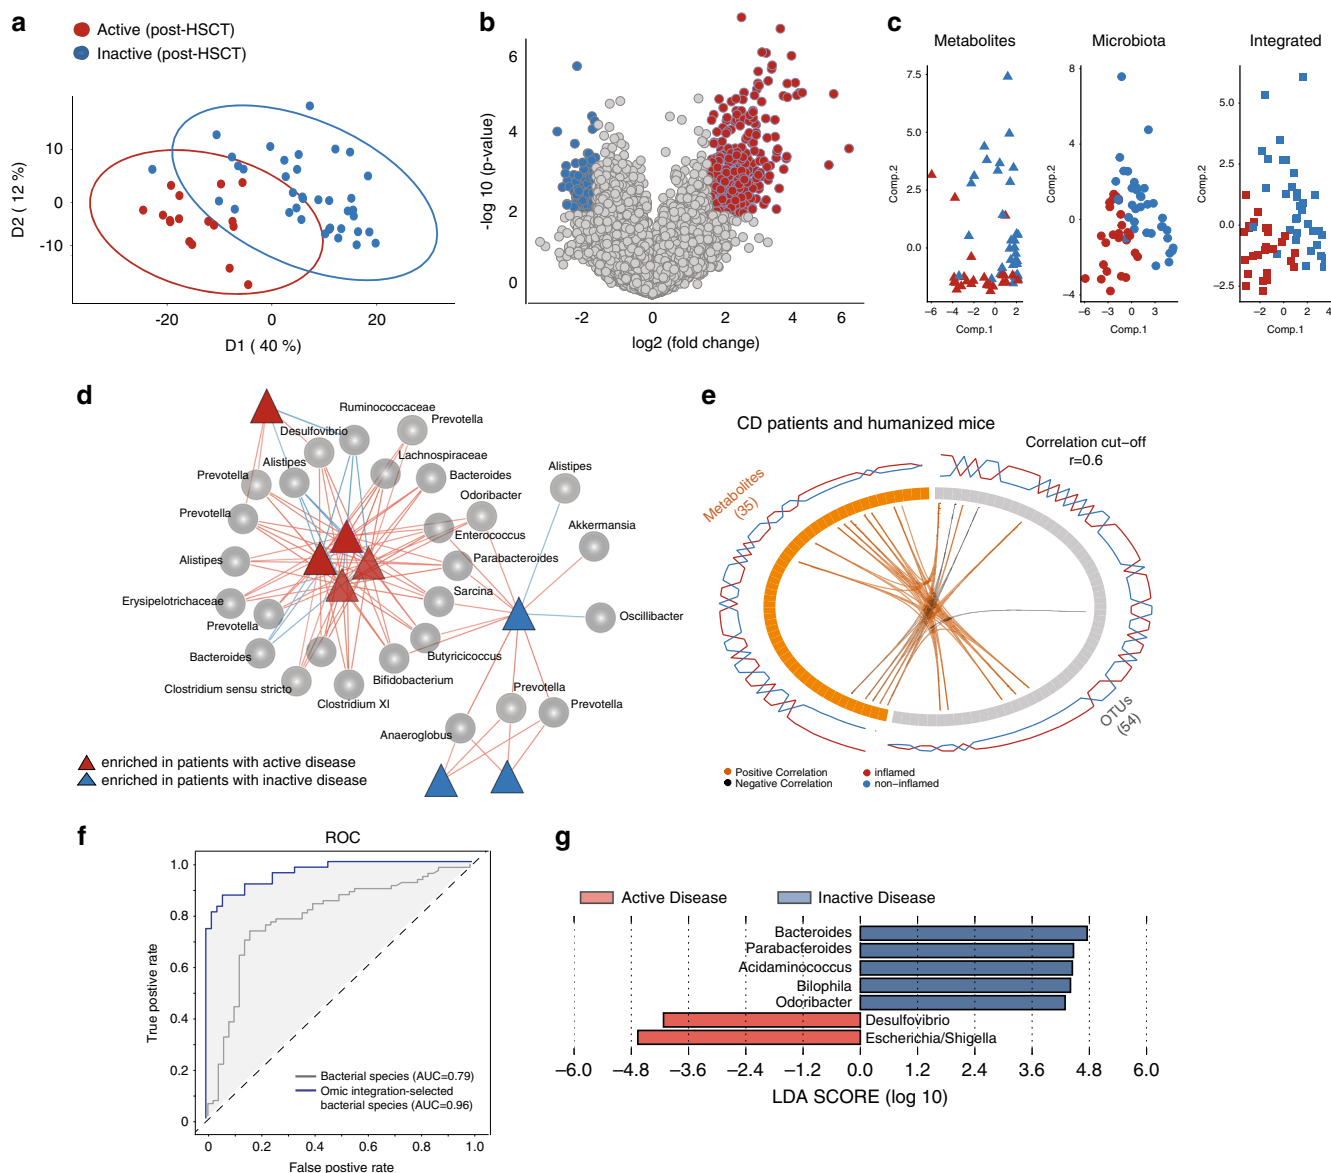 a
Active (post-HSCT)
Inactive (post-HSCT)
D2 ( 12 %)
10
0
-10
-20
0
20
D1 ( 40 %)
b
-log 10 (p-value)
6
4
2
0
-2
0
2
4
6
log2 (fold change)
c
Metabolites
Comp.2
7.5
5.0
2.5
0.0
−6
−4
−2
0
2
Comp.1
Microbiota
Comp.2
8
4
0
−4
−6
−3
0
3
Comp.1
Integrated
Comp.2
5.0
2.5
0.0
−2.5
−2
0
2
4
Comp.1
d
Ruminococcaceae
Prevotella
Desulfovibrio
Lachnospiraceae
Alistipes
Prevotella
Bacteroides
Alistipes
Odoribacter
Prevotella
Enterococcus
Akkermansia
Alistipes
Parabacteroides
Sarcina
Erysipelotrichaceae
Prevotella
Oscillibacter
Bacteroides
Butyricicoccus
Clostridium sensu stricto
Bifidobacterium
Clostridium XI
Prevotella
Prevotella
Anaeroglobus
enriched in patients with active disease
enriched in patients with inactive disease
e
CD patients and humanized mice
Correlation cut−off
r=0.6
Metabolites
(35)
OTUs
(54)
Positive Correlation
Negative Correlation
inflamed
non−inflamed
f
ROC
True postive rate
1.0
0.8
0.6
0.4
0.2
0
0
0.2
0.4
0.6
0.8
1.0
False postive rate
Bacterial species (AUC=0.79)
Omic integration-selected
bacterial species (AUC=0.96)
g
Active Disease
Inactive Disease
Bacteroides
Parabacteroides
Acidaminococcus
Bilophila
Odoribacter
Desulfovibrio
Escherichia/Shigella
−6.0
−4.8
−3.6
−2.4
−1.2
0.0
1.2
2.4
3.6
4.8
6.0
LDA SCORE (log 10)